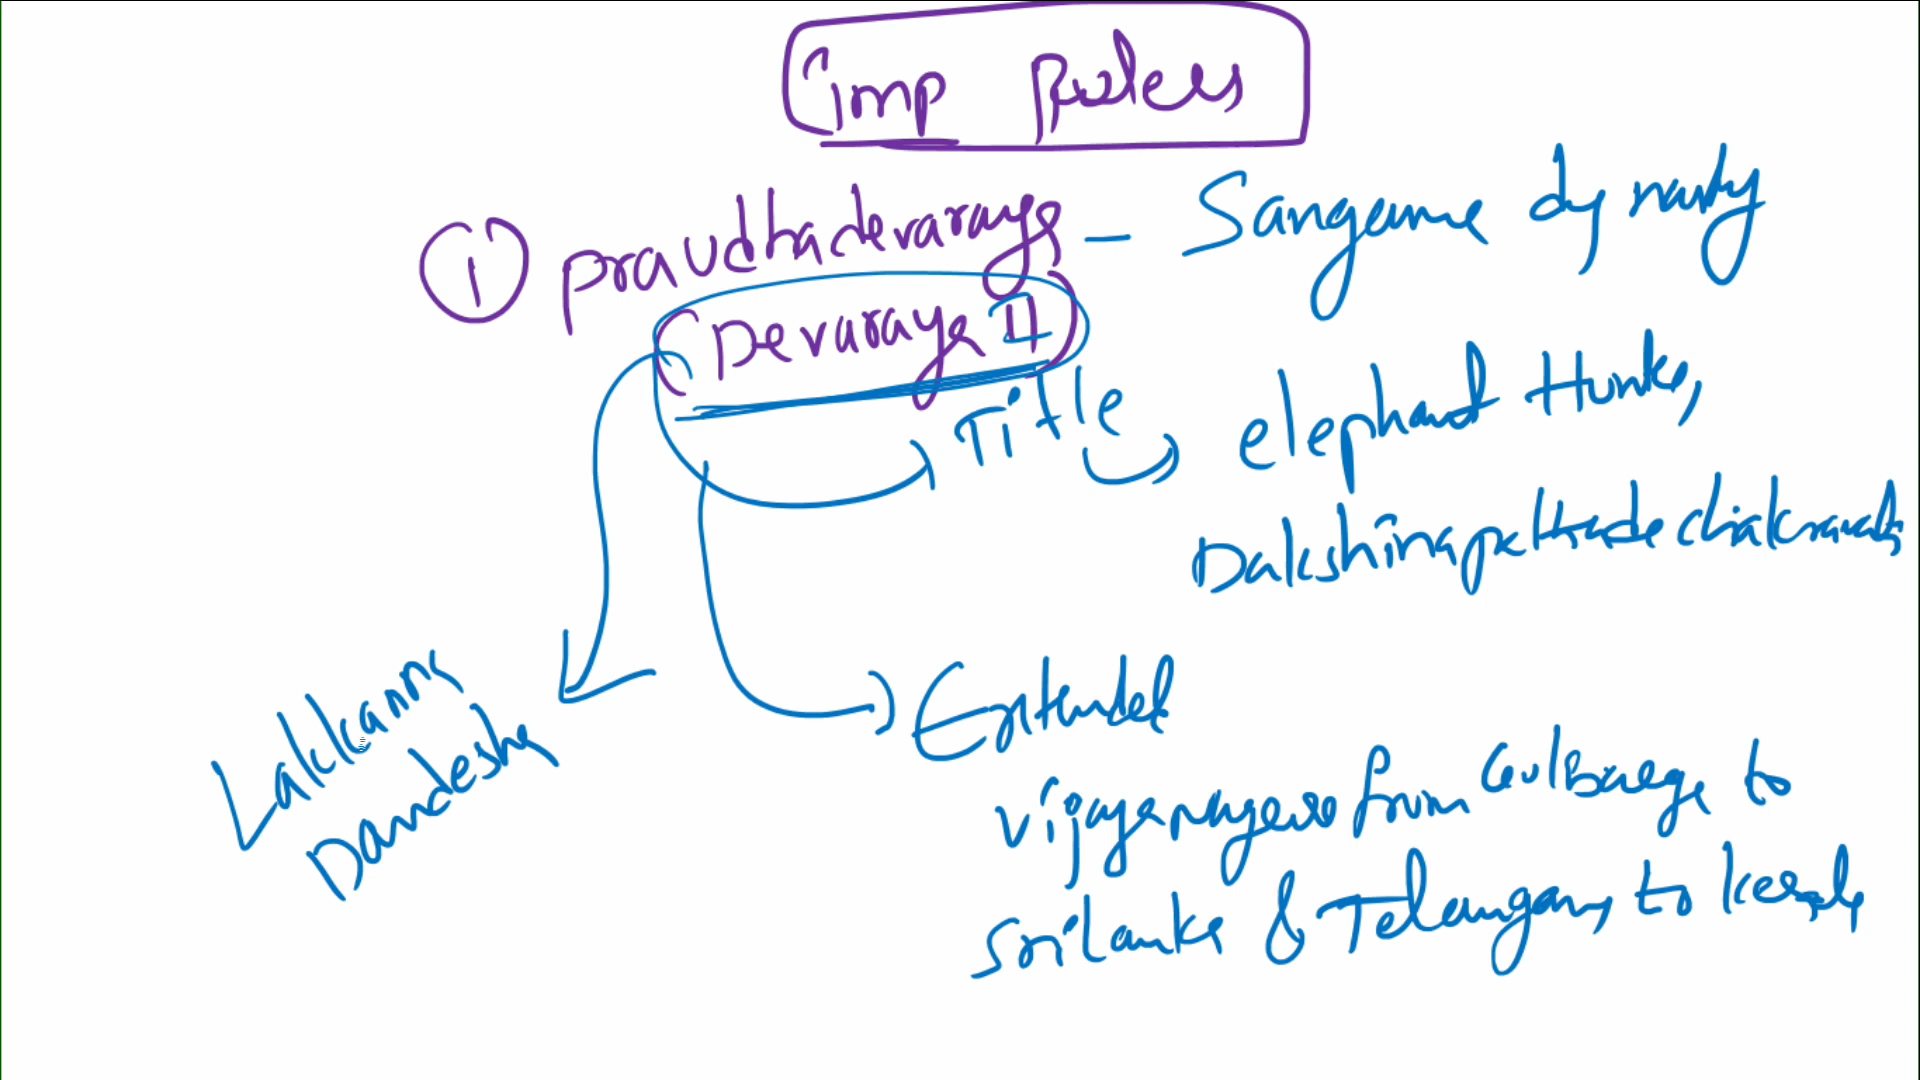 imp Rulers
① praudhadevaraya – Sangama dynasty
(Devaraya II)
Title
elephant Hunter,
Dakshinapathada chakravarti
Lakkanna
Dandesha
Extended
vijayanagara from Gulbarga to
Srilanka & Telangana to kerala